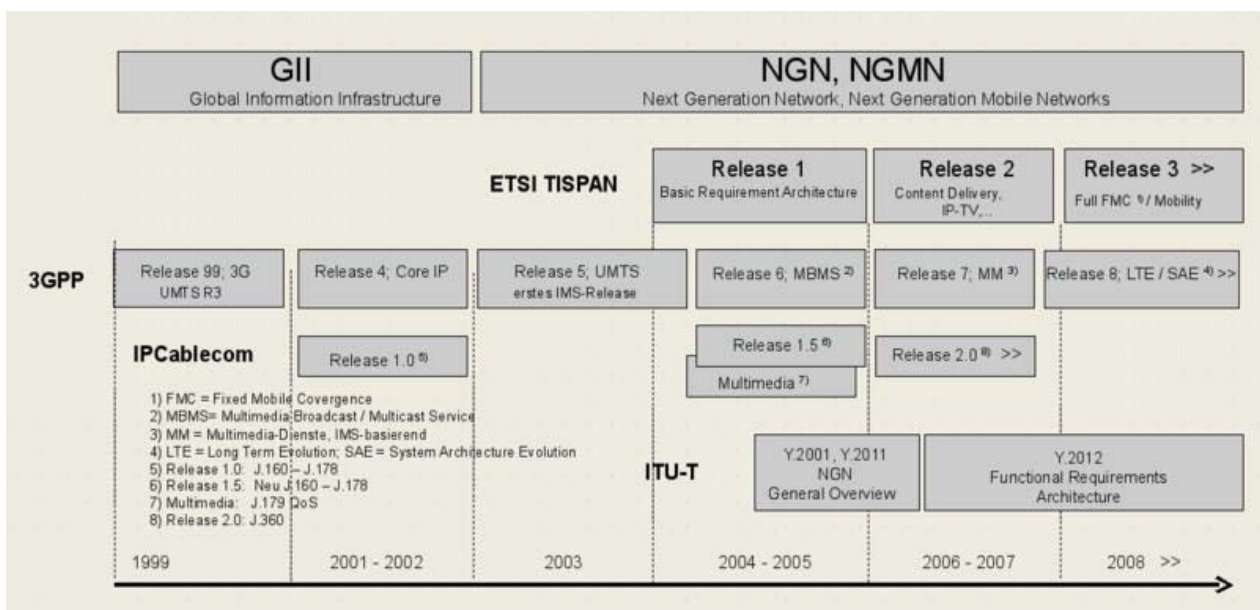 GII
Global Information Infrastructure
NGN, NGMN
Next Generation Network, Next Generation Mobile Networks
ETSI TISPAN
Release 1
Basic Requirement Architecture
Release 2
Content Delivery,
IP-TV,...
Release 3 >>
Full FMC ¹⁾/ Mobility
3GPP
Release 99; 3G
UMTS R3
Release 4; Core IP
Release 5; UMTS
erstes IMS-Release
Release 6; MBMS ²⁾
Release 7; MM ³⁾
Release 8; LTE / SAE ⁴⁾ >>
IPCablecom
Release 1.0 ⁵⁾
Release 1.5 ⁶⁾
Multimedia ⁷⁾
Release 2.0 ⁸⁾ >>
1) FMC = Fixed Mobile Covergence
2) MBMS= Multimedia Broadcast / Multicast Service
3) MM = Multimedia-Dienste, IMS-basierend
4) LTE = Long Term Evolution; SAE = System Architecture Evolution
5) Release 1.0: J.160 – J.178
6) Release 1.5: Neu J.160 – J.178
7) Multimedia: J.179 QoS
8) Release 2.0: J.360
ITU-T
Y.2001, Y.2011
NGN
General Overview
Y.2012
Functional Requirements
Architecture
1999
2001 - 2002
2003
2004 - 2005
2006 - 2007
2008 >>